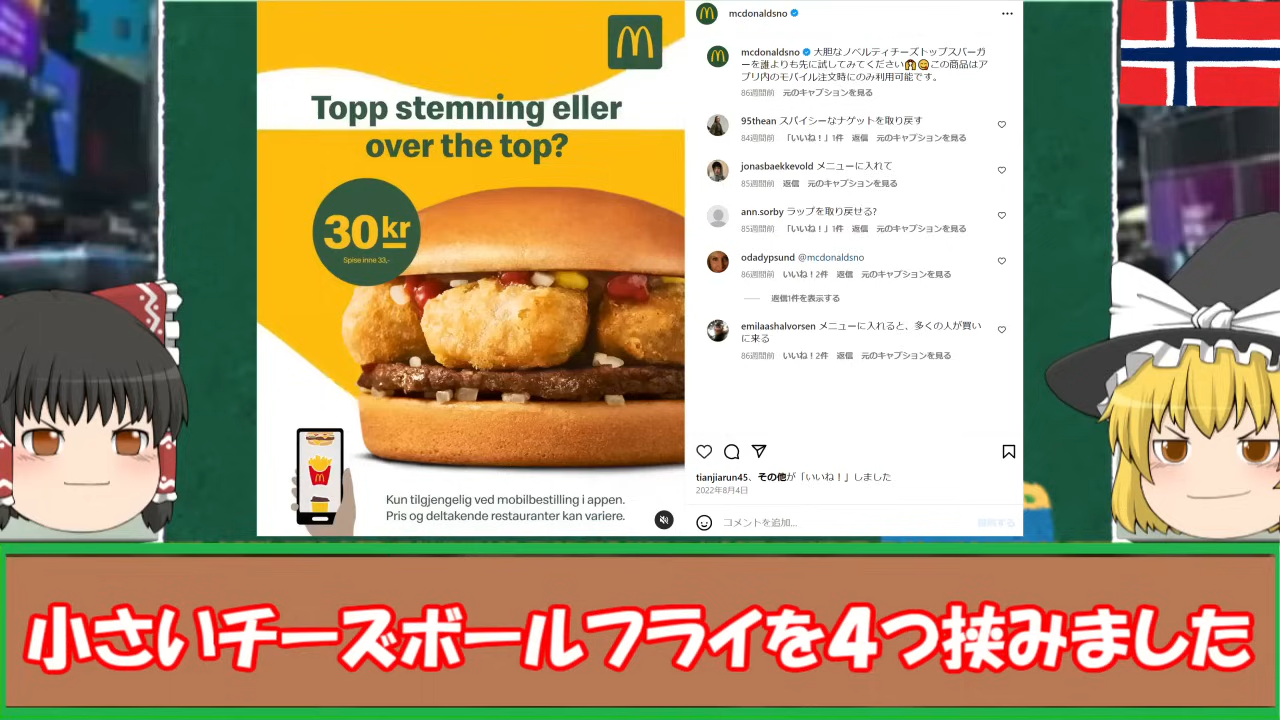 Topp stemning eller
over the top?
30 kr
Spise inne 33,-
Kun tilgjengelig ved mobilbestilling i appen.
Pris og deltakende restauranter kan variere.
mcdonaldsno
mcdonaldsno 大胆なノベルティチーズトップスバーガ
ーを誰よりも先に試してみてください🙌😋この商品はア
プリ内のモバイル注文時にのみ利用可能です。
86週間前 元のキャプションを見る
95thean スパイシーなナゲットを取り戻す
84週間前 「いいね！」1件 返信 元のキャプションを見る
jonasbaekkevold メニューに入れて
85週間前 返信 元のキャプションを見る
ann.sorby ラップを取り戻せる?
85週間前 「いいね！」1件 返信 元のキャプションを見る
odadypsund @mcdonaldsno
86週間前 いいね！2件 返信 元のキャプションを見る
返信1件を表示する
emilaashalvorsen メニューに入れると、多くの人が買い
に来る
86週間前 いいね！2件 返信 元のキャプションを見る
tianjiarun45、その他が「いいね！」しました
2022年8月4日
コメントを追加...
小さいチーズボールフライを4つ挟みました